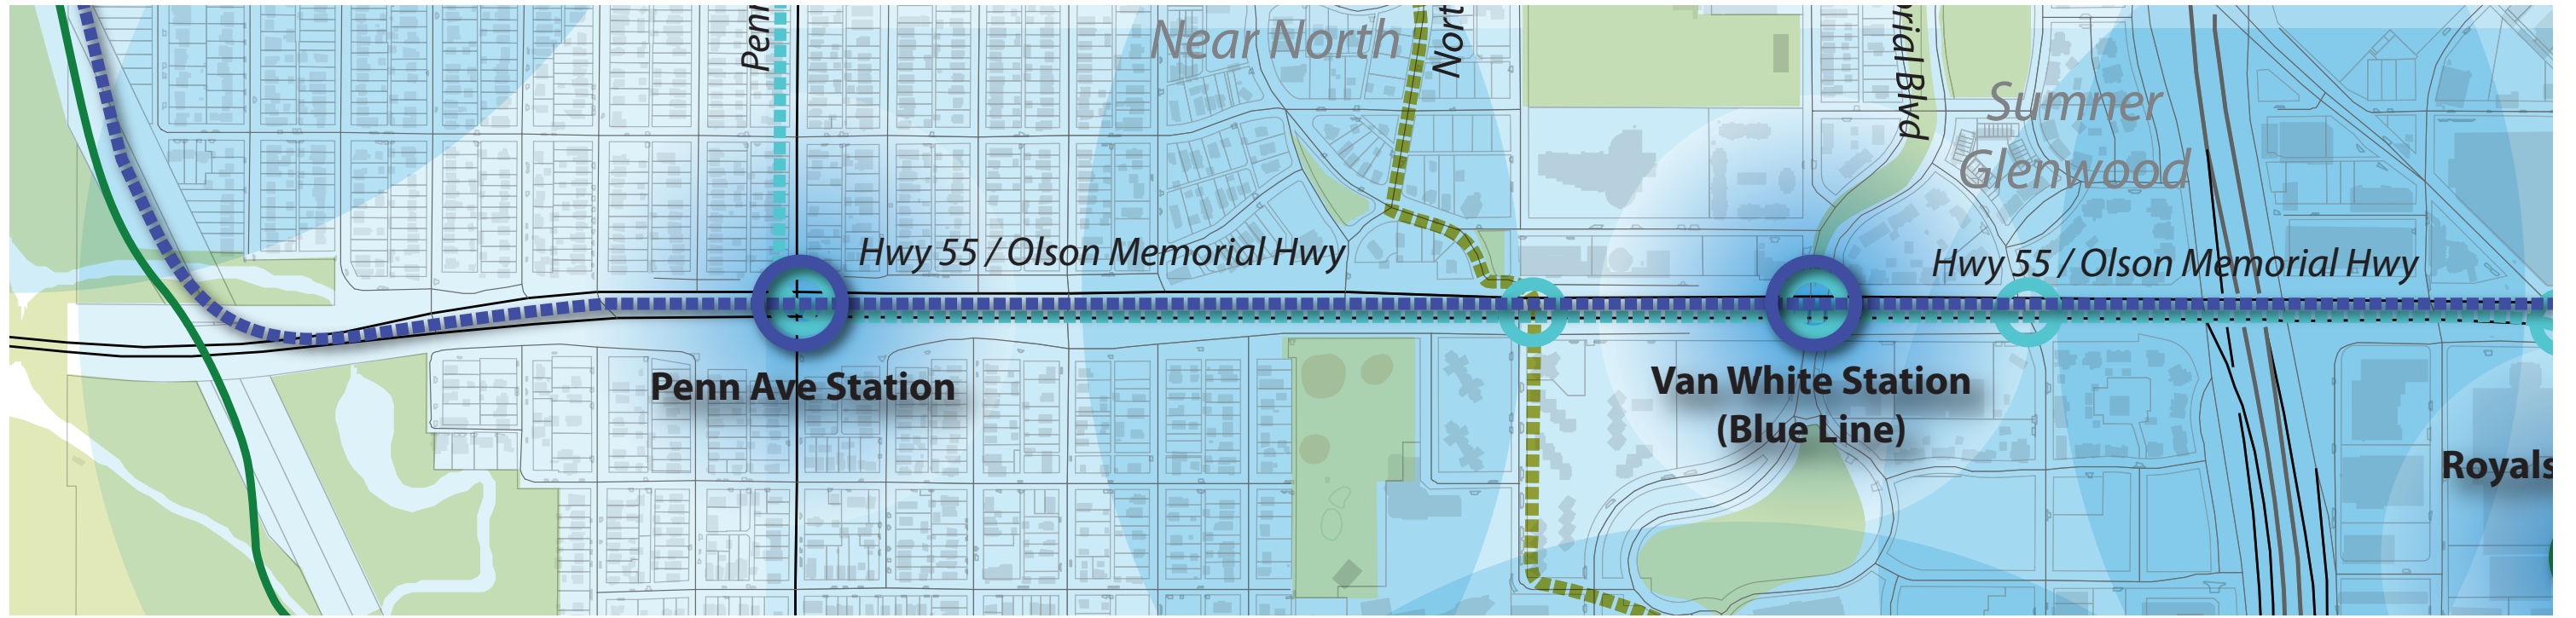 Penn
Near North
Nort
rial Blvd
Sumner
Glenwood
Hwy 55 / Olson Memorial Hwy
Hwy 55 / Olson Memorial Hwy
Penn Ave Station
Van White Station
(Blue Line)
Royals